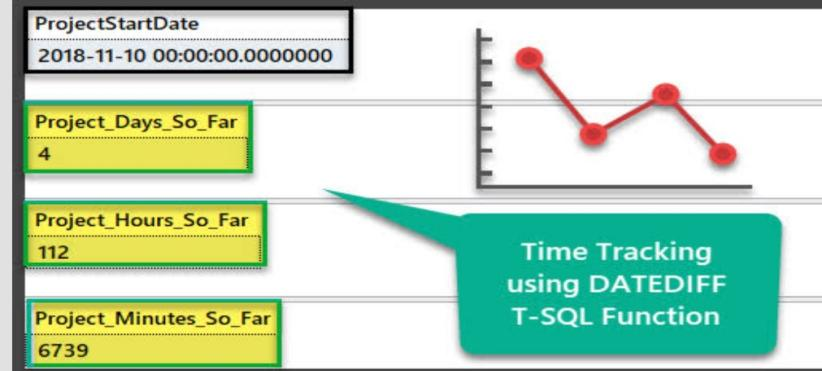 ProjectStartDate
2018-11-10 00:00:00.0000000
Project_Days_So_Far
4
Project_Hours_So_Far
112
Time Tracking
using DATEDIFF
T-SQL Function
Project_Minutes_So_Far
6739